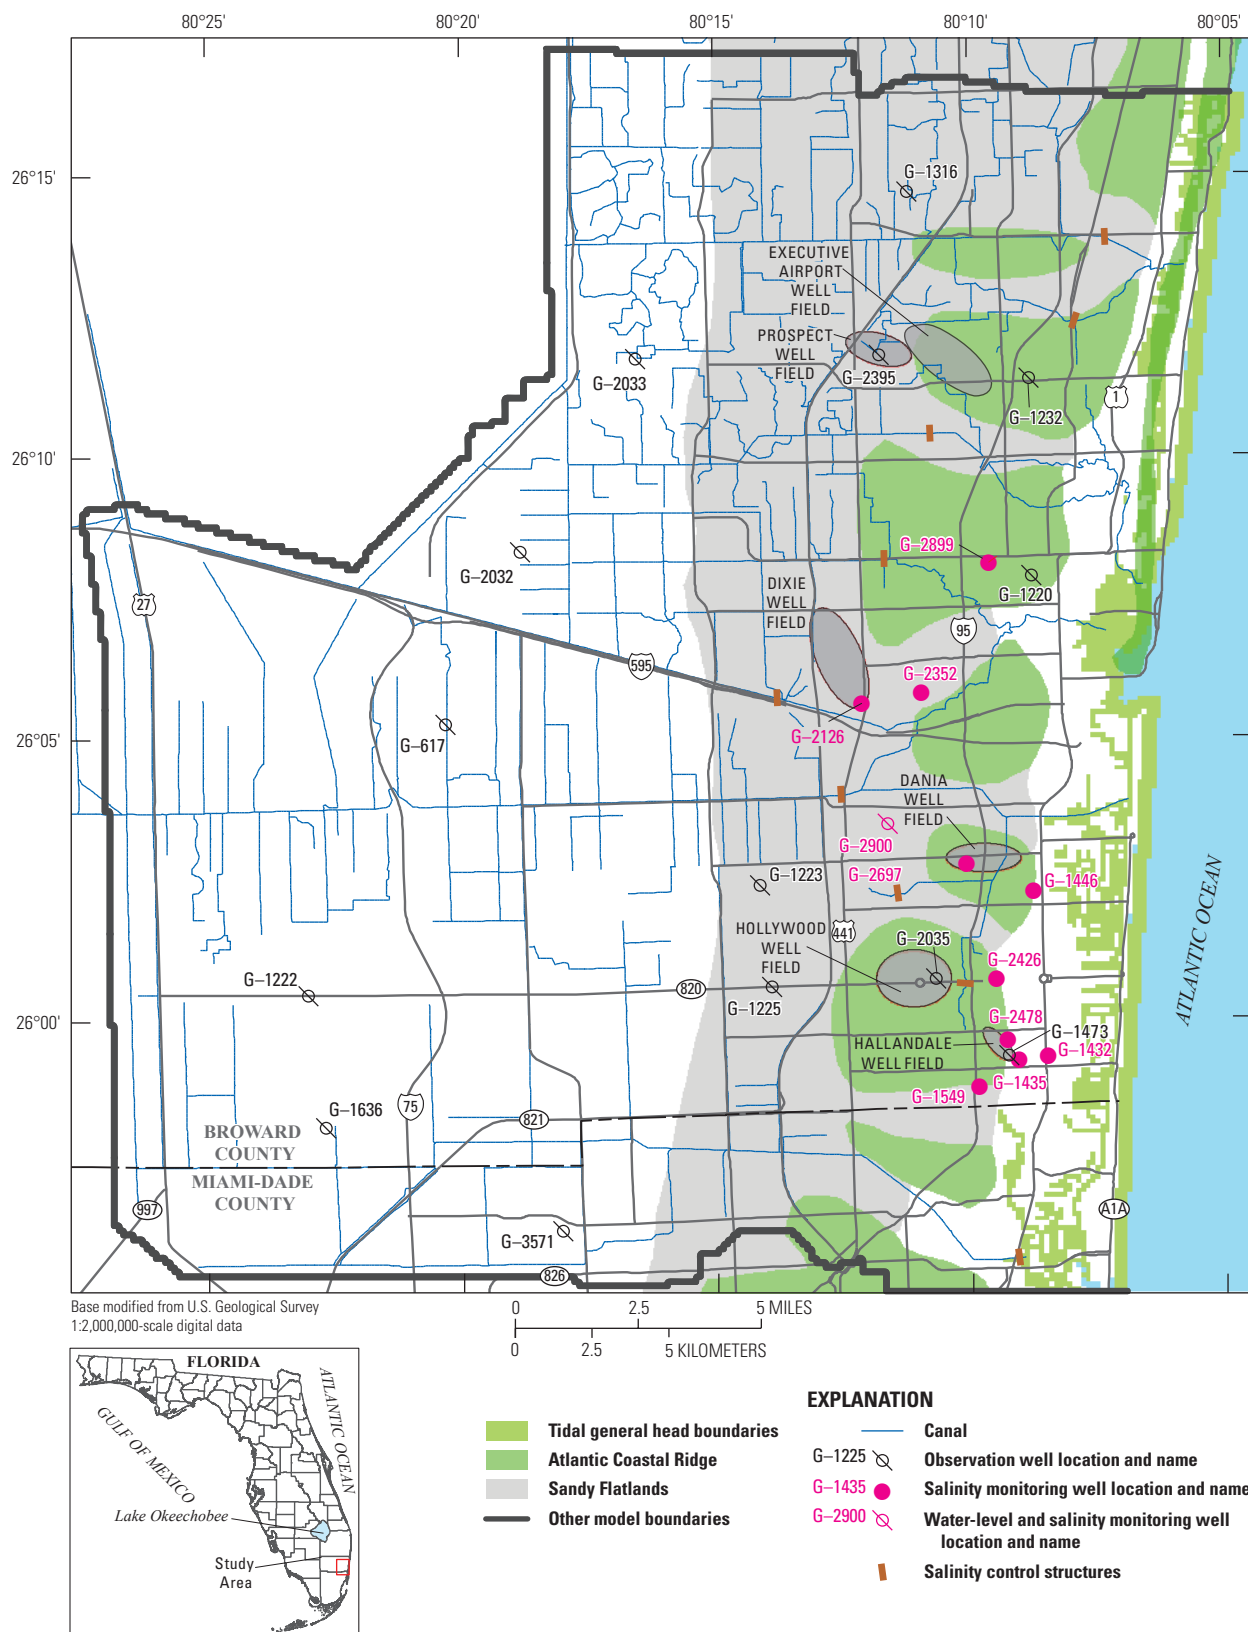 80°25'
80°20'
80°15'
80°10'
80°05'
26°15'
G–1316
EXECUTIVE
AIRPORT
WELL
FIELD
PROSPECT
WELL
FIELD
G–2033
G–2395
G–1232
1
26°10'
G–2899
G–2032
DIXIE
WELL
FIELD
G–1220
27
95
595
G–2352
G–617
G–2126
26°05'
DANIA
WELL
FIELD
G–2900
G–1223
G–2697
G–1446
HOLLYWOOD
WELL
FIELD
441
G–2035
G–2426
G–1222
820
G–1225
ATLANTIC OCEAN
26°00'
G–2478
G–1473
HALLANDALE
WELL FIELD
G–1432
G–1435
G–1549
75
G–1636
821
BROWARD
COUNTY
MIAMI-DADE
COUNTY
997
A1A
G–3571
826
Base modified from U.S. Geological Survey
1:2,000,000-scale digital data
0 2.5 5 MILES
0 2.5 5 KILOMETERS
FLORIDA
ATLANTIC OCEAN
GULF OF MEXICO
Lake Okeechobee
Study
Area
EXPLANATION
Tidal general head boundaries
Atlantic Coastal Ridge
Sandy Flatlands
Other model boundaries
Canal
G–1225 Observation well location and name
G–1435 Salinity monitoring well location and name
G–2900 Water-level and salinity monitoring well
location and name
Salinity control structures